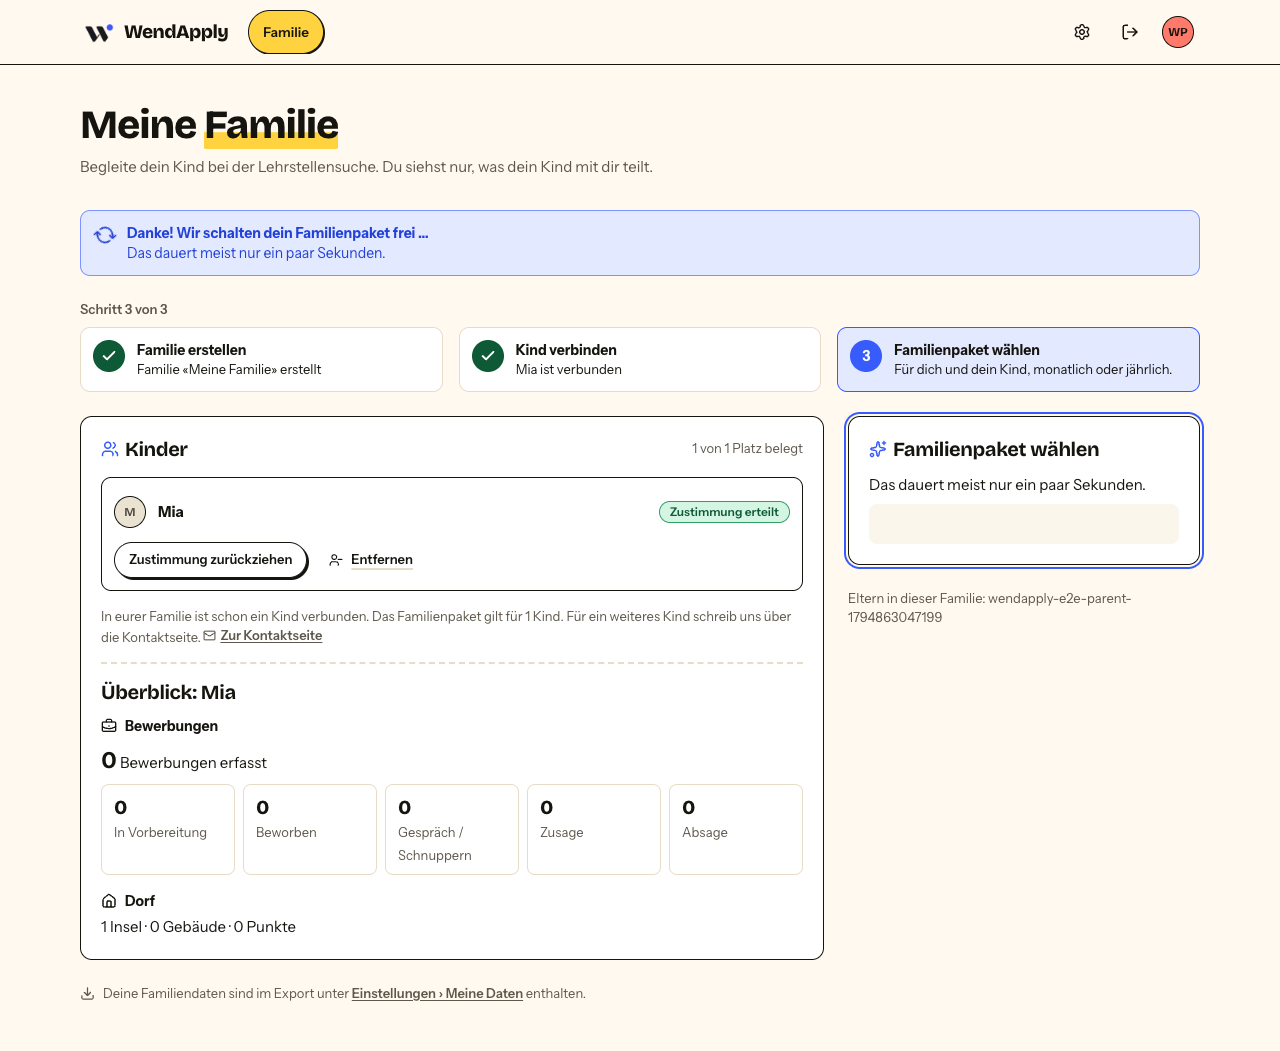 WendApply
Familie
WP
Meine Familie
Begleite dein Kind bei der Lehrstellensuche. Du siehst nur, was dein Kind mit dir teilt.
Danke! Wir schalten dein Familienpaket frei …
Das dauert meist nur ein paar Sekunden.
Schritt 3 von 3
Familie erstellen
Familie «Meine Familie» erstellt
Kind verbinden
Mia ist verbunden
3
Familienpaket wählen
Für dich und dein Kind, monatlich oder jährlich.
Kinder
1 von 1 Platz belegt
M
Mia
Zustimmung erteilt
Zustimmung zurückziehen
Entfernen
In eurer Familie ist schon ein Kind verbunden. Das Familienpaket gilt für 1 Kind. Für ein weiteres Kind schreib uns über
die Kontaktseite. Zur Kontaktseite
Überblick: Mia
Bewerbungen
0 Bewerbungen erfasst
0
In Vorbereitung
0
Beworben
0
Gespräch /
Schnuppern
0
Zusage
0
Absage
Dorf
1 Insel · 0 Gebäude · 0 Punkte
Familienpaket wählen
Das dauert meist nur ein paar Sekunden.
Eltern in dieser Familie: wendapply-e2e-parent-
1794863047199
Deine Familiendaten sind im Export unter Einstellungen › Meine Daten enthalten.